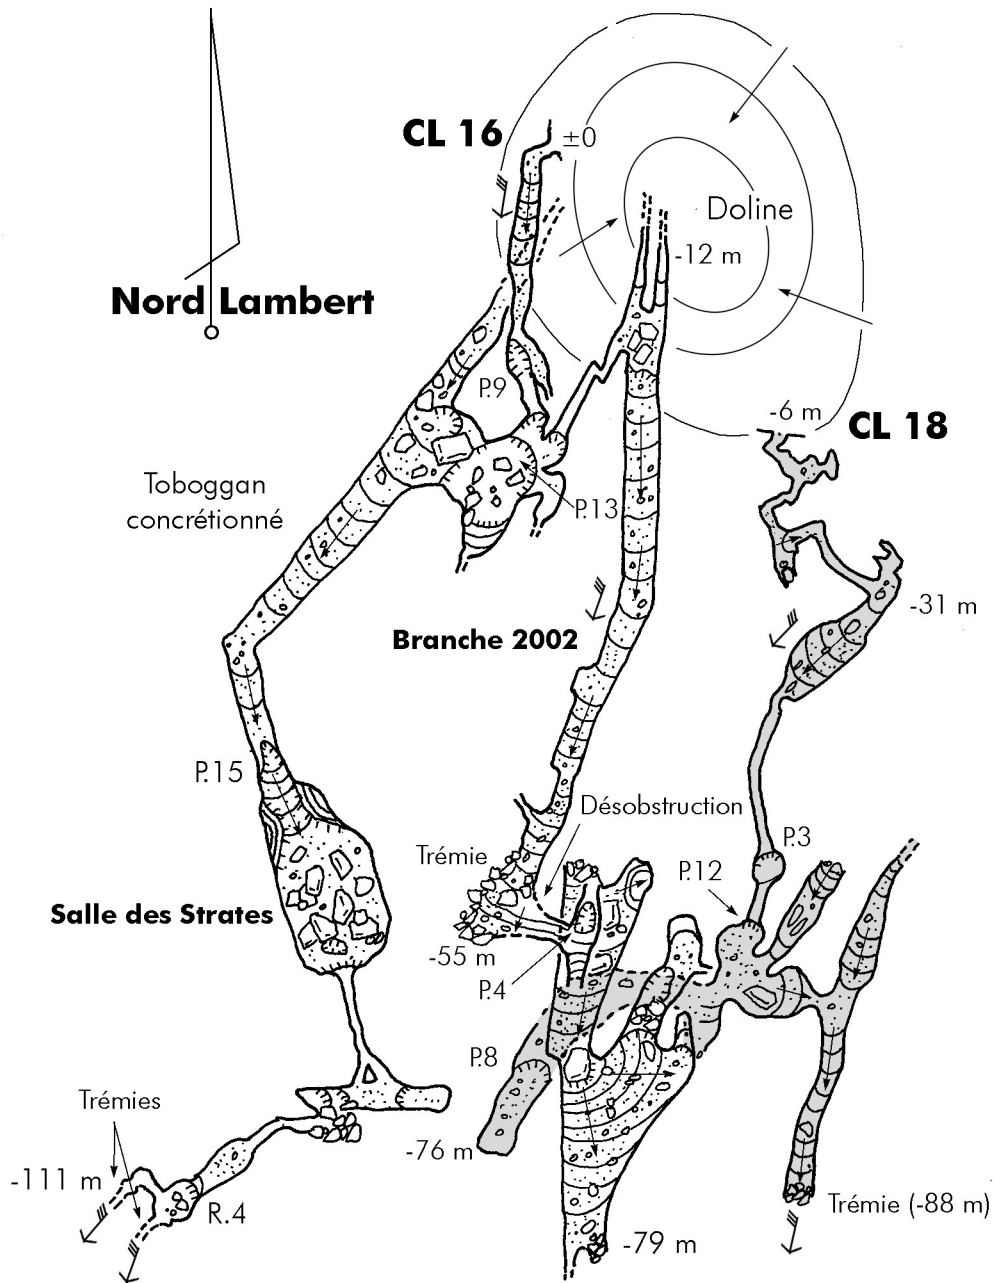 CL 16
±0
Doline
-12 m
Nord Lambert
P.9
-6 m
CL 18
Toboggan
concrétionné
P.13
-31 m
Branche 2002
P.15
Désobstruction
Trémie
P.3
P.12
Salle des Strates
-55 m
P.4
P.8
Trémies
-76 m
-111 m
R.4
Trémie (-88 m)
-79 m